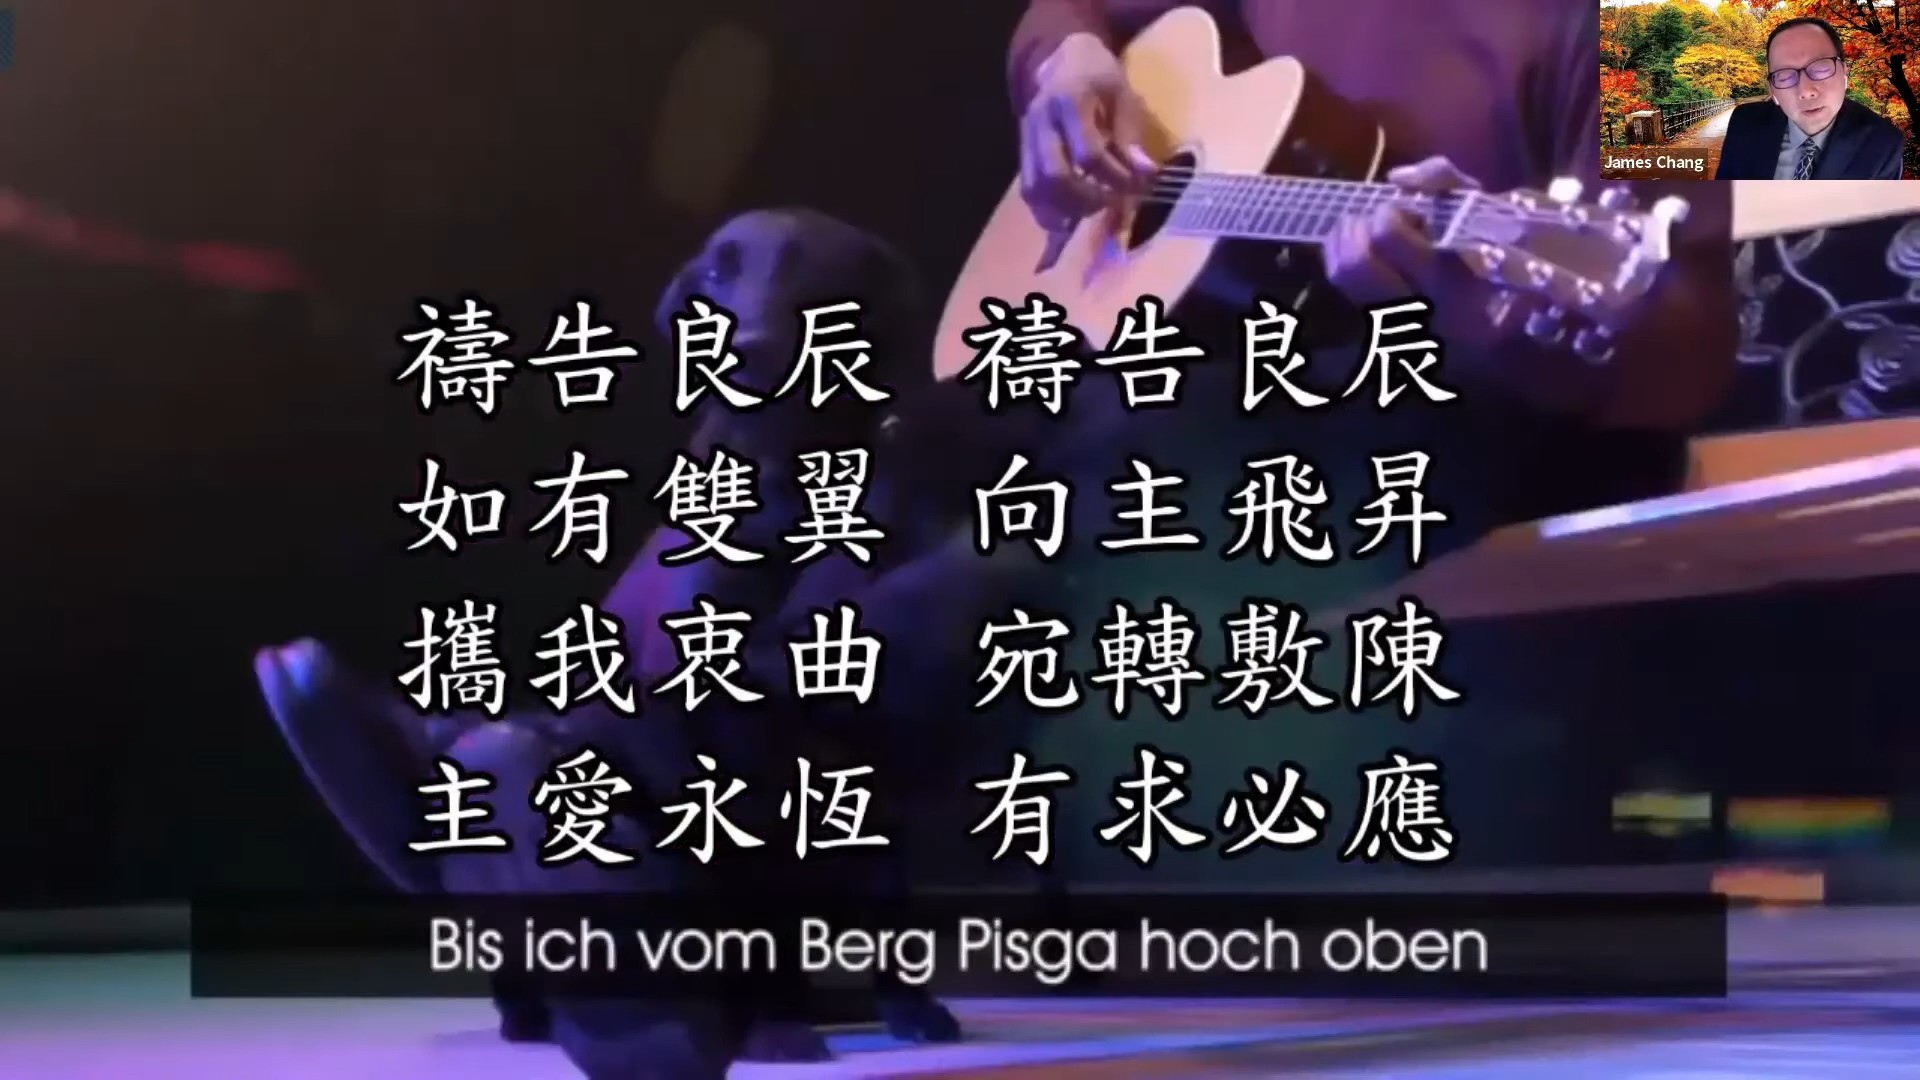 James Chang
禱告良辰 禱告良辰
如有雙翼 向主飛昇
攜我衷曲 宛轉敷陳
主愛永恆 有求必應
Bis ich vom Berg Pisga hoch oben